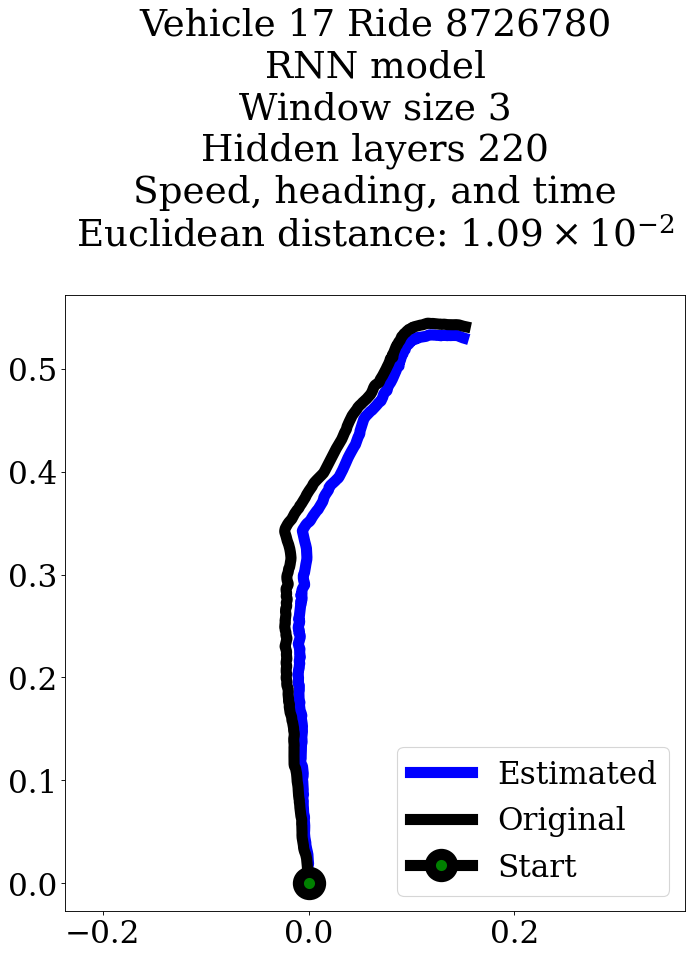 Vehicle 17 Ride 8726780
RNN model
Window size 3
Hidden layers 220
Speed, heading, and time
Euclidean distance: 1.09 × 10⁻²
0.5
0.4
0.3
0.2
0.1
0.0
Estimated
Original
Start
−0.2 0.0 0.2